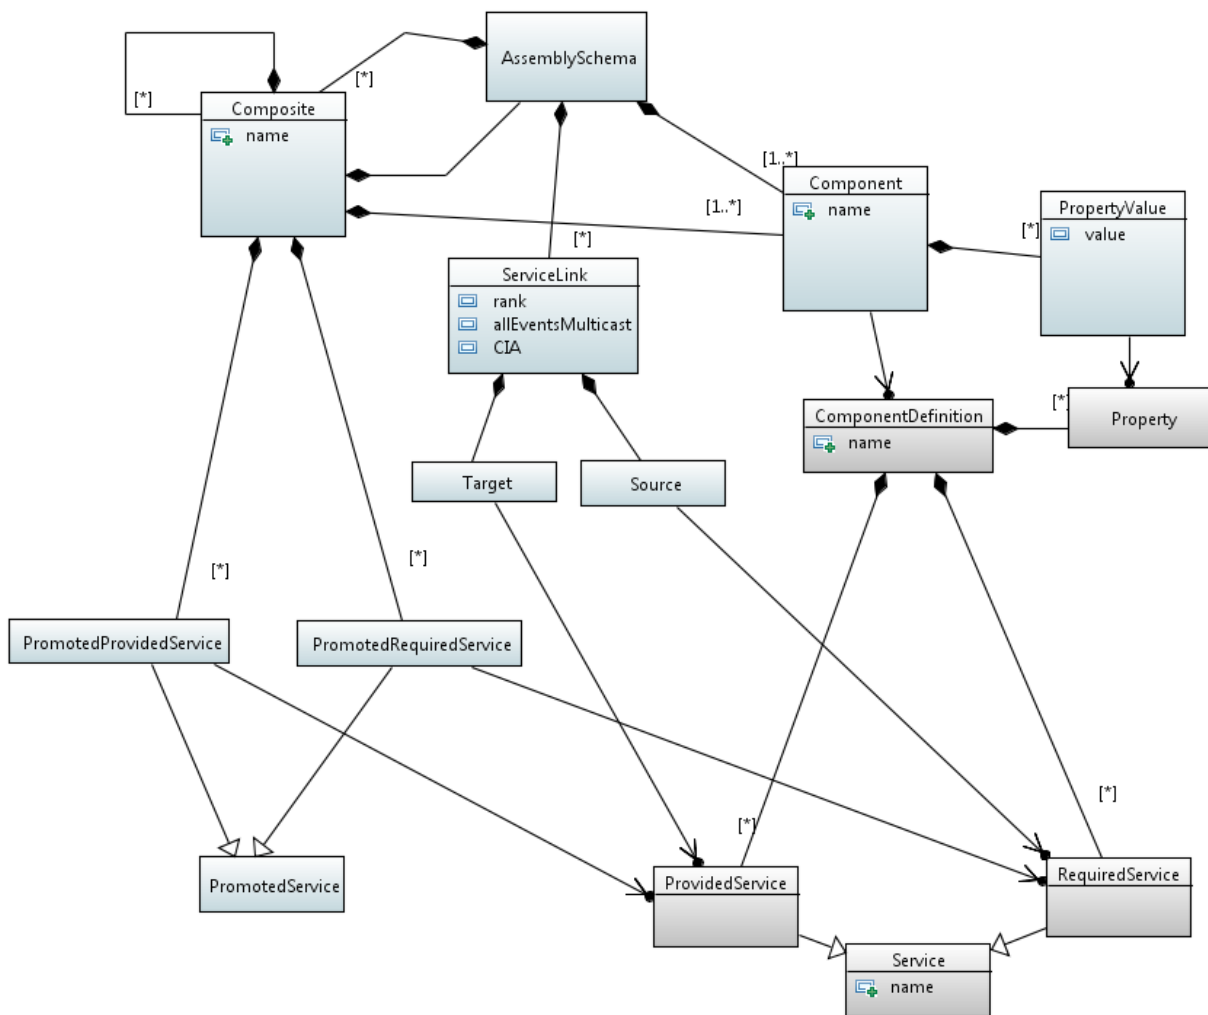 AssemblySchema
[*]
[*]
Composite
name
[1..*]
Component
name
[1..*]
PropertyValue
value
[*]
[*]
ServiceLink
rank
allEventsMulticast
CIA
ComponentDefinition
name
[*]
Property
Target
Source
[*]
[*]
PromotedProvidedService
PromotedRequiredService
[*]
[*]
PromotedService
ProvidedService
RequiredService
Service
name